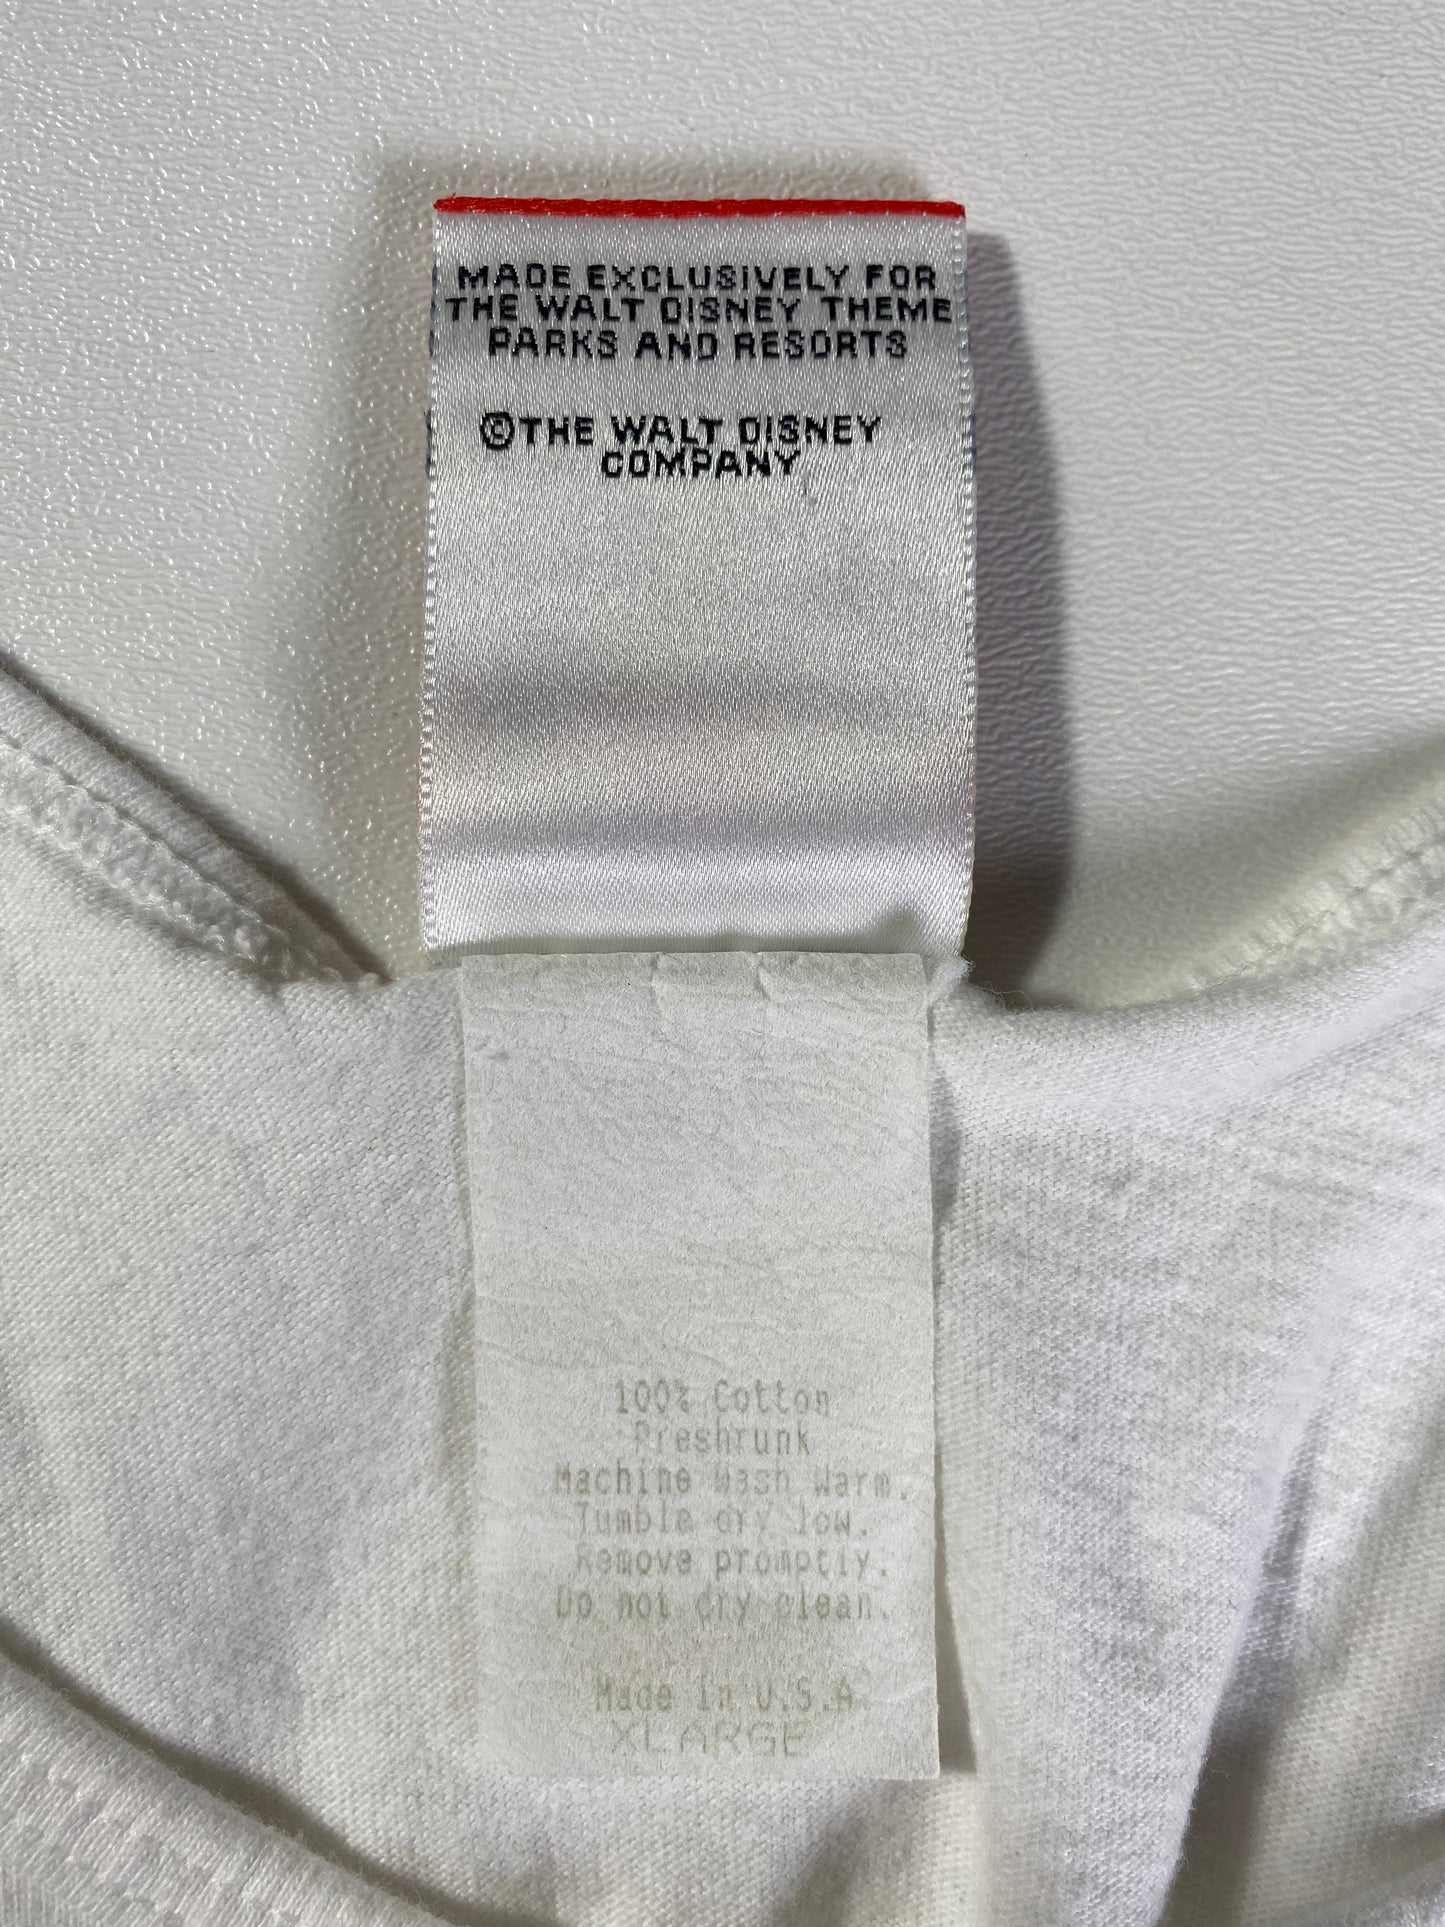 MADE EXCLUSIVELY FOR
THE WALT DISNEY THEME
PARKS AND RESORTS
©THE WALT DISNEY
COMPANY
100% Cotton
Preshrunk
Machine Wash Warm.
Tumble dry low.
Remove promptly.
Do not dry clean.
Made in U.S.A
XLARGE